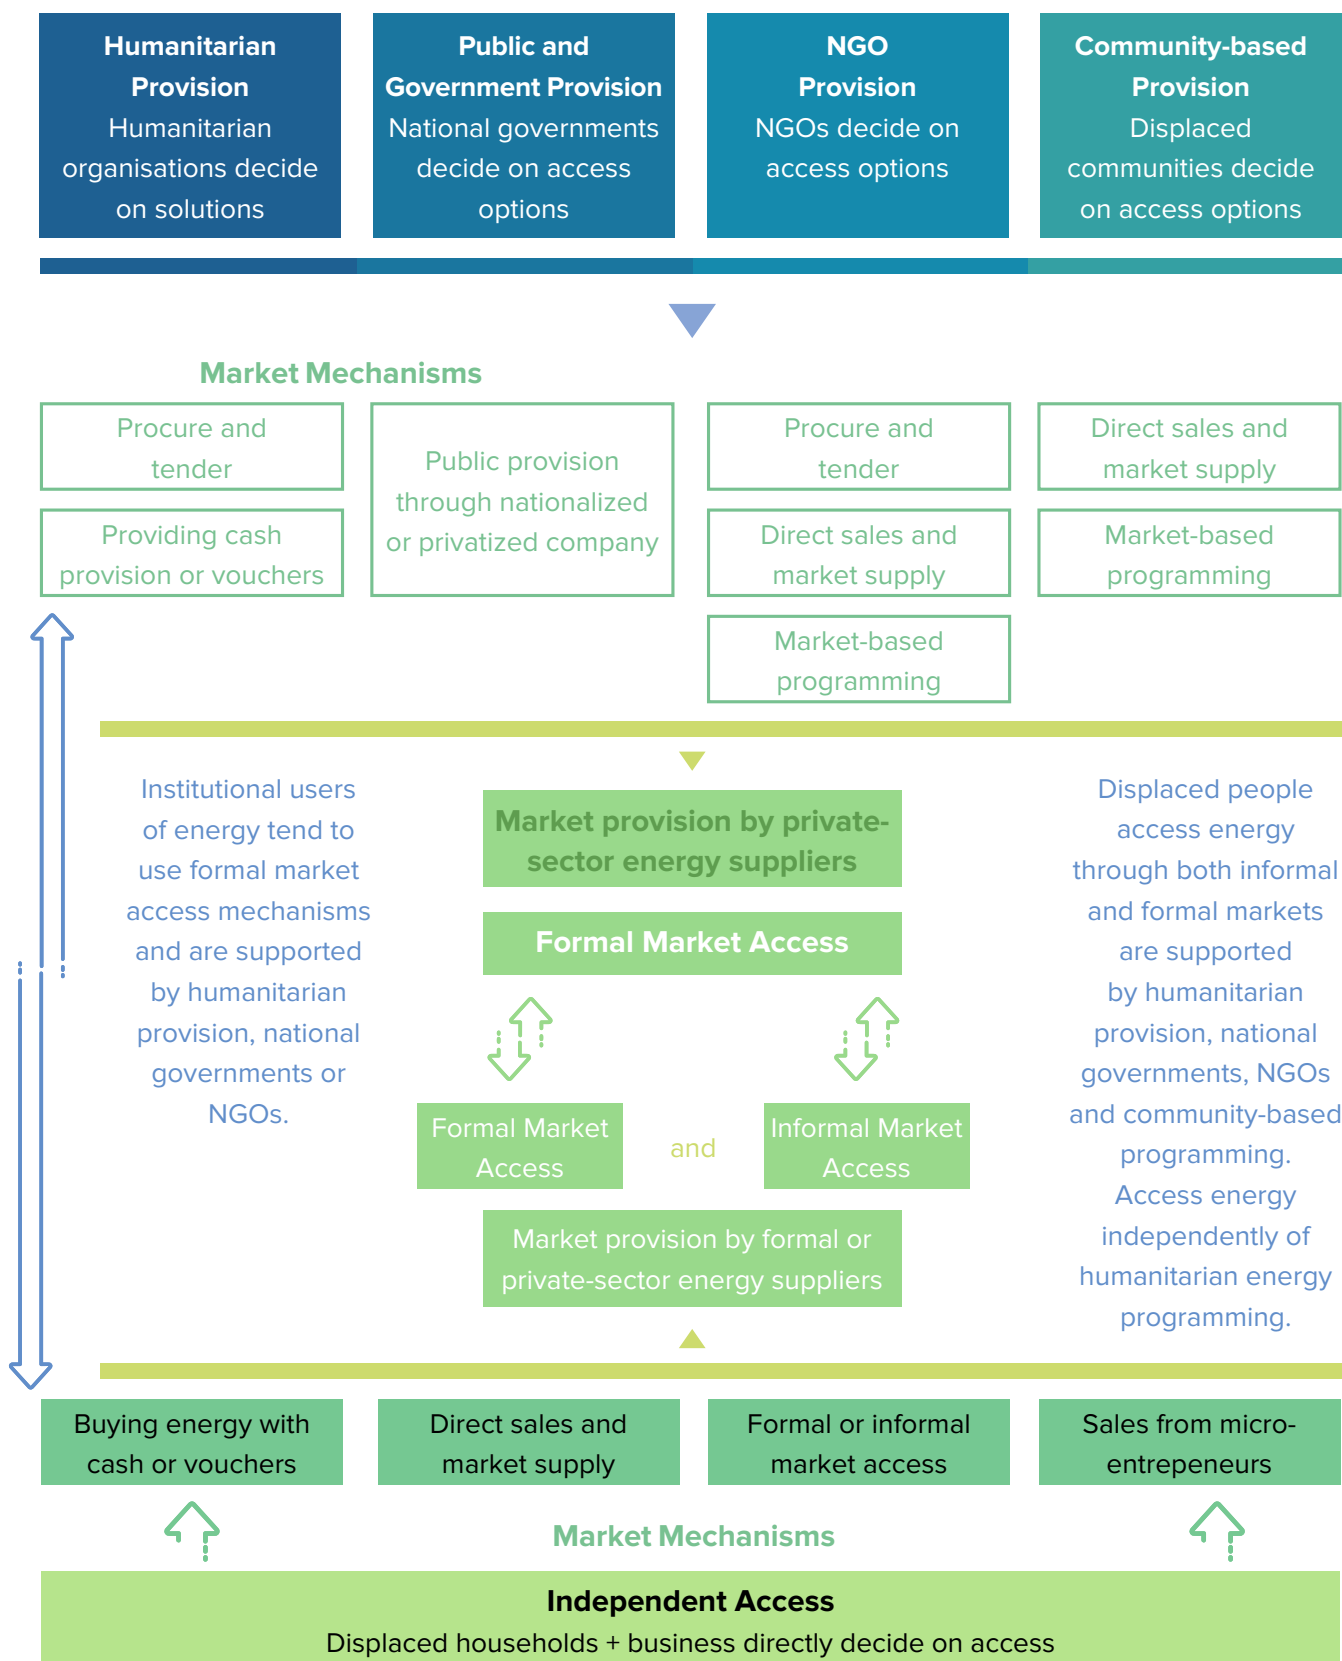 Humanitarian
Provision
Humanitarian
organisations decide
on solutions
Public and
Government Provision
National governments
decide on access
options
NGO
Provision
NGOs decide on
access options
Community-based
Provision
Displaced
communities decide
on access options
Market Mechanisms
Procure and
tender
Providing cash
provision or vouchers
Public provision
through nationalized
or privatized company
Procure and
tender
Direct sales and
market supply
Market-based
programming
Direct sales and
market supply
Market-based
programming
Institutional users
of energy tend to
use formal market
access mechanisms
and are supported
by humanitarian
provision, national
governments or
NGOs.
Market provision by private-
sector energy suppliers
Formal Market Access
Formal Market
Access
and
Informal Market
Access
Market provision by formal or
private-sector energy suppliers
Displaced people
access energy
through both informal
and formal markets
are supported
by humanitarian
provision, national
governments, NGOs
and community-based
programming.
Access energy
independently of
humanitarian energy
programming.
Buying energy with
cash or vouchers
Direct sales and
market supply
Formal or informal
market access
Sales from micro-
entrepeneurs
Market Mechanisms
Independent Access
Displaced households + business directly decide on access